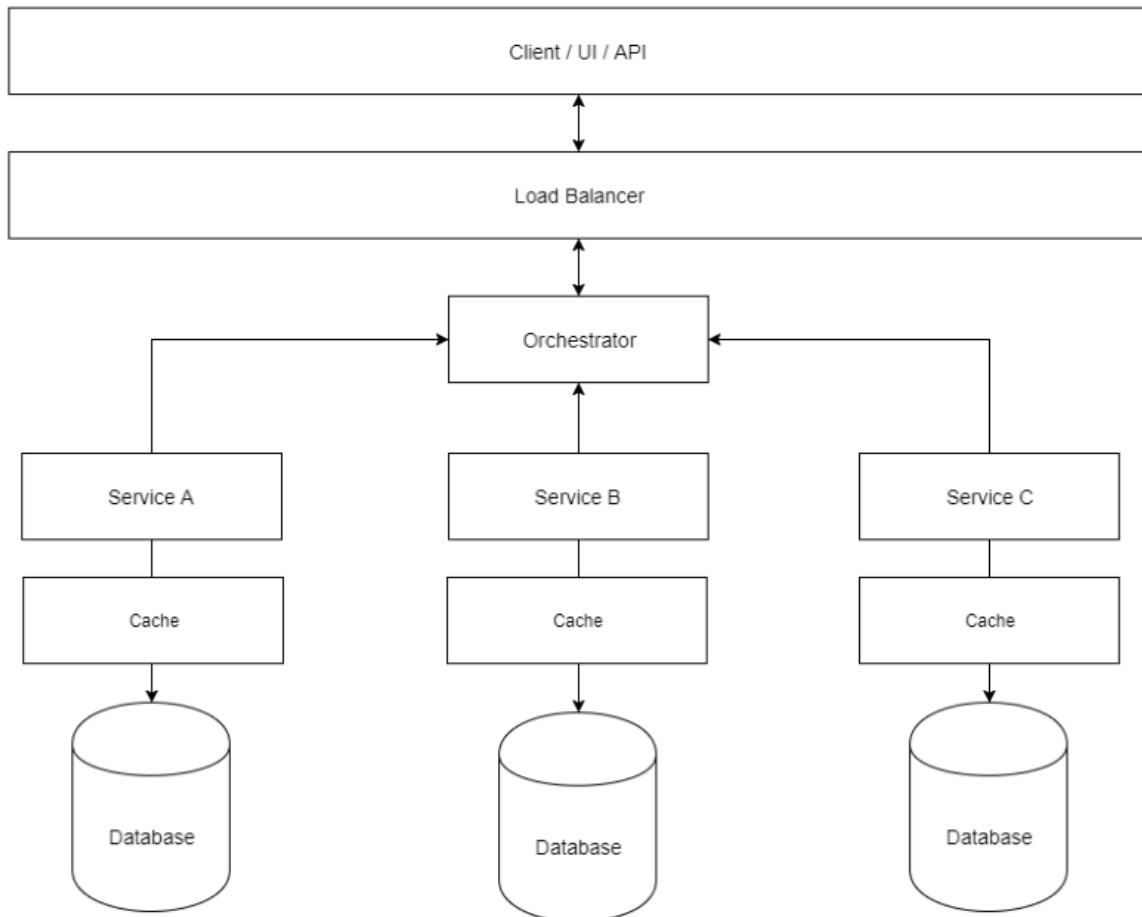 Client / UI / API
Load Balancer
Orchestrator
Service A
Service B
Service C
Cache
Cache
Cache
Database
Database
Database